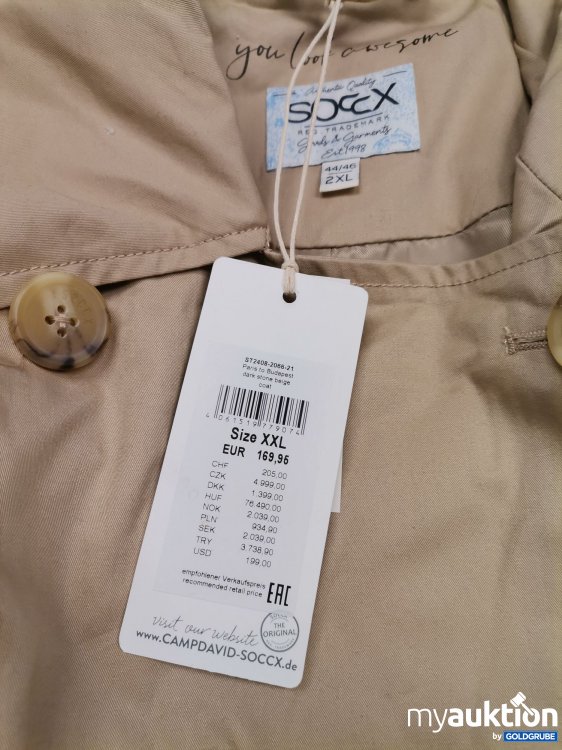 you look awesome
Authentic Quality
SOCCX
REG. TRADEMARK
Goods & Garments
Est. 1998
44/46
2XL
ST2408-2066-21
Paris to Budapest
dark stone beige
coat
4 061519 779074
Size XXL
EUR 169,95
CHF 205,00
CZK 4.999,00
DKK 1.399,00
HUF 76.490,00
NOK 2.039,00
PLN 934,90
SEK 2.039,00
TRY 3.738,90
USD 199,00
empfohlener Verkaufspreis
recommended retail price
EAC
visit our website
www.CAMPDAVID-SOCCX.de
SOCCX
THE
ORIGINAL
myauktion
by GOLDGRUBE